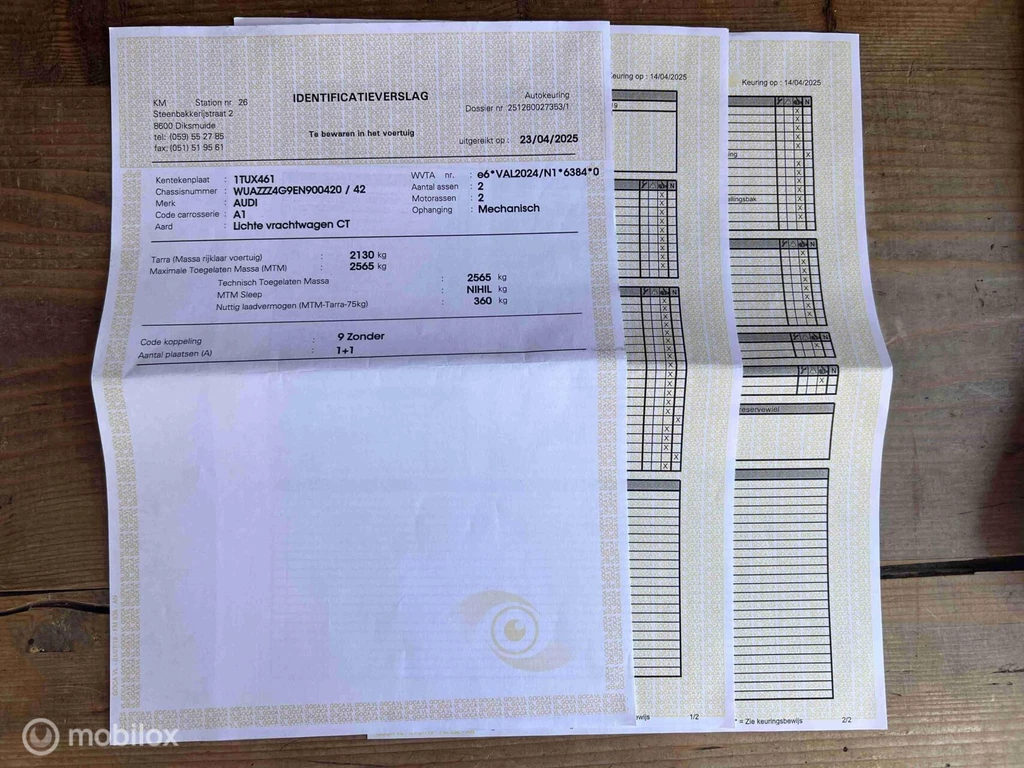 IDENTIFICATIEVERSLAG
KM Station nr. 26
Steenbakkerijstraat 2
8600 Diksmuide
tel: (059) 55 27 85
fax: (051) 51 95 61
Te bewaren in het voertuig
Autokeuring
Dossier nr. 251260027353/1
uitgereikt op : 23/04/2025
Kentekenplaat : 1TUX461
Chassisnummer : WUAZZZ4G9EN900420 / 42
Merk : AUDI
Code carrosserie : A1
Aard : Lichte vrachtwagen CT
WVTA nr. : e6*VAL2024/N1*6384*0
Aantal assen : 2
Motorassen : 2
Ophanging : Mechanisch
Tarra (Massa rijklaar voertuig) : 2130 kg
Maximale Toegelaten Massa (MTM) : 2565 kg
Technisch Toegelaten Massa : 2565 kg
MTM Sleep : NIHIL kg
Nuttig laadvermogen (MTM-Tarra-75kg) : 360 kg
Code koppeling : 9 Zonder
Aantal plaatsen (A) : 1+1
Keuring op : 14/04/2025
1/2
Keuring op : 14/04/2025
reservewiel
* = Zie keuringsbewijs
2/2
mobilox